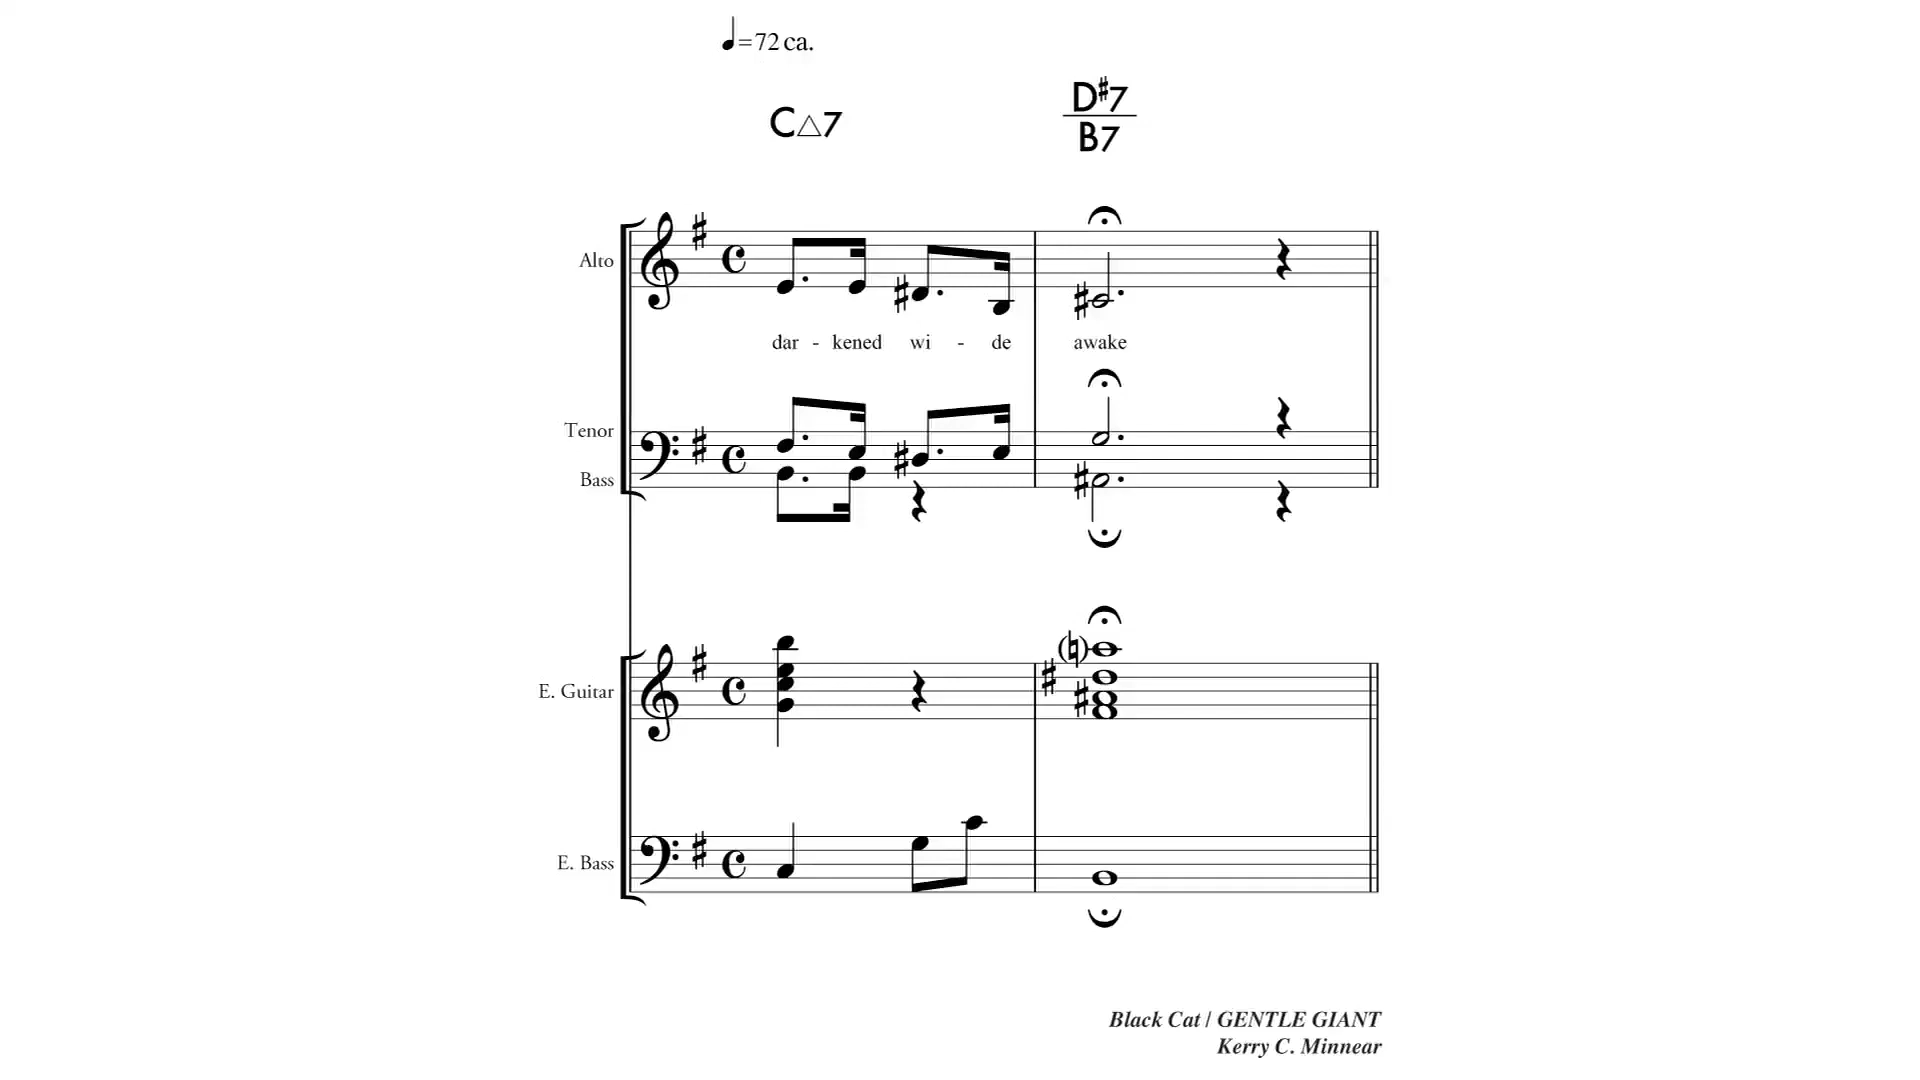 ♩=72 ca.
C△7
D♯7
B7
Alto
dar - kened wi - de awake
Tenor
Bass
E. Guitar
E. Bass
Black Cat / GENTLE GIANT
Kerry C. Minnear